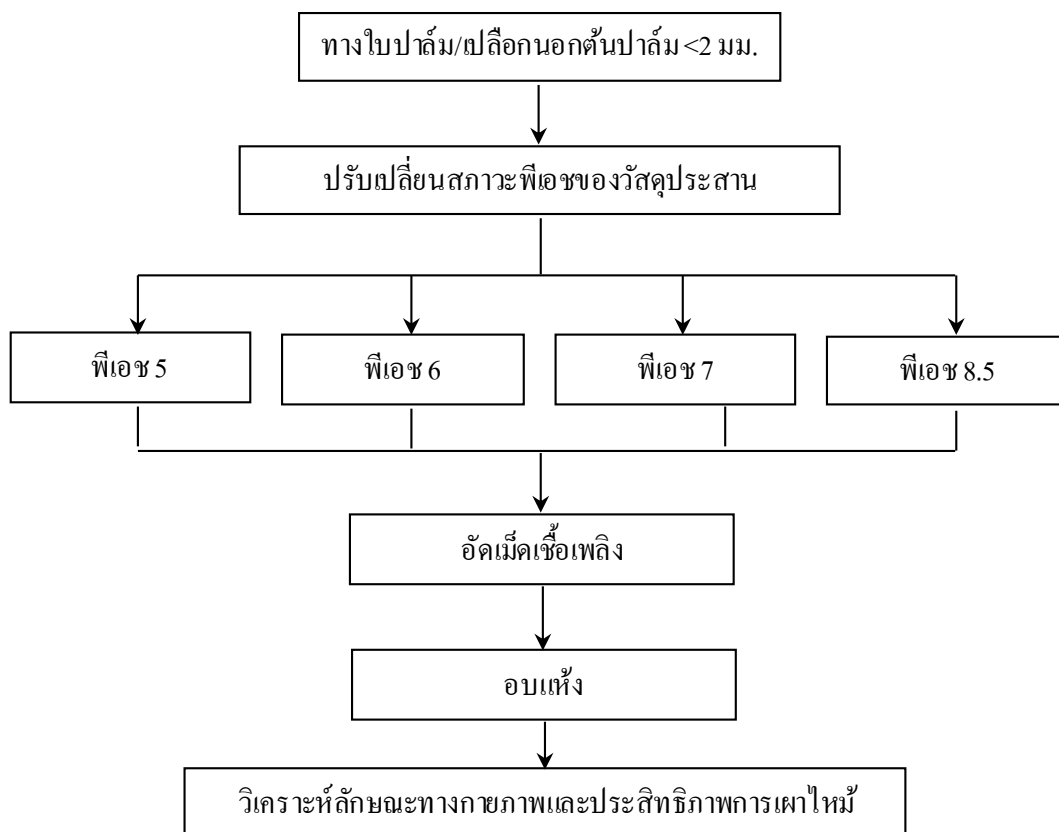 ทางใบปาล์ม/เปลือกนอกต้นปาล์ม <2 มม.
ปรับเปลี่ยนสภาวะพีเอชของวัสดุประสาน
พีเอช 5
พีเอช 6
พีเอช 7
พีเอช 8.5
อัดเม็ดเชื้อเพลิง
อบแห้ง
วิเคราะห์ลักษณะทางกายภาพและประสิทธิภาพการเผาไหม้